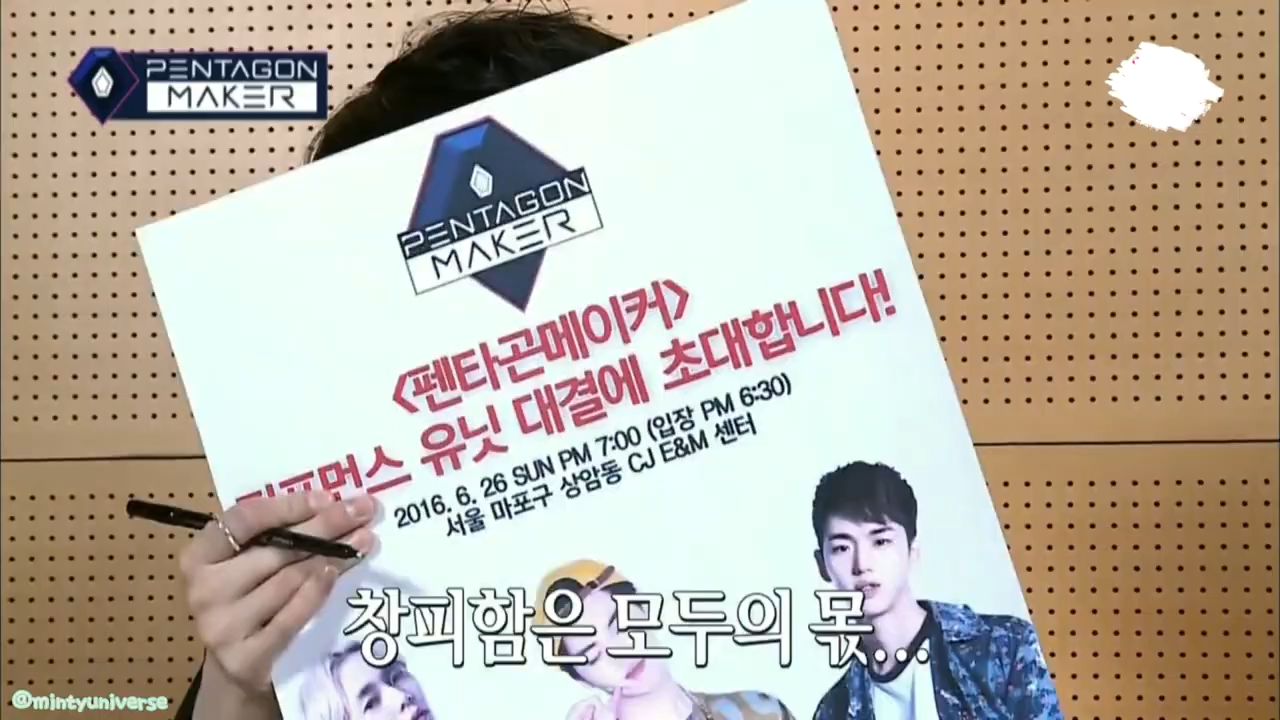 PENTAGON
MAKER
PENTAGON
MAKER
<펜타곤메이커>
유닛 대결에 초대합니다!
2016. 6. 26 SUN PM 7:00 (입장 PM 6:30)
서울 마포구 상암동 CJ E&M 센터
창피함은 모두의 몫...
@mintyuniverse